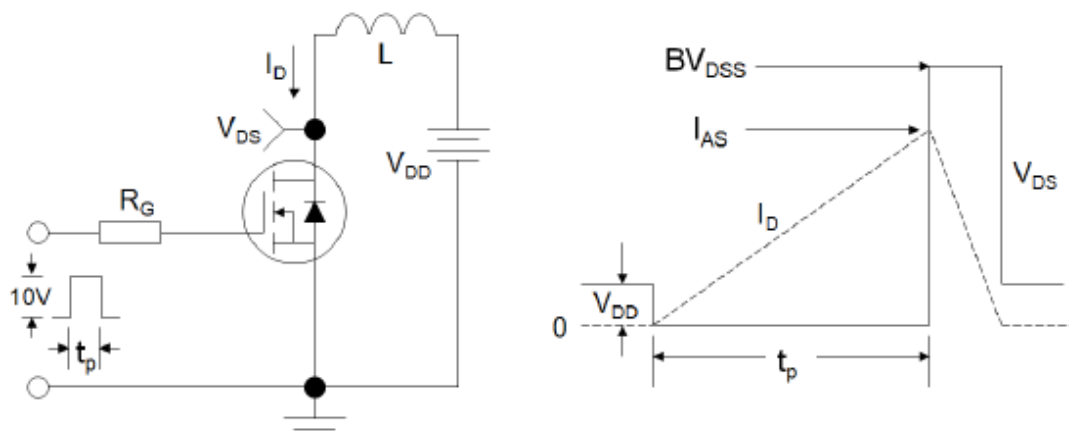 I_D
L
V_DS
V_DD
R_G
10V
t_p
BV_DSS
I_AS
V_DS
I_D
V_DD
0
t_p